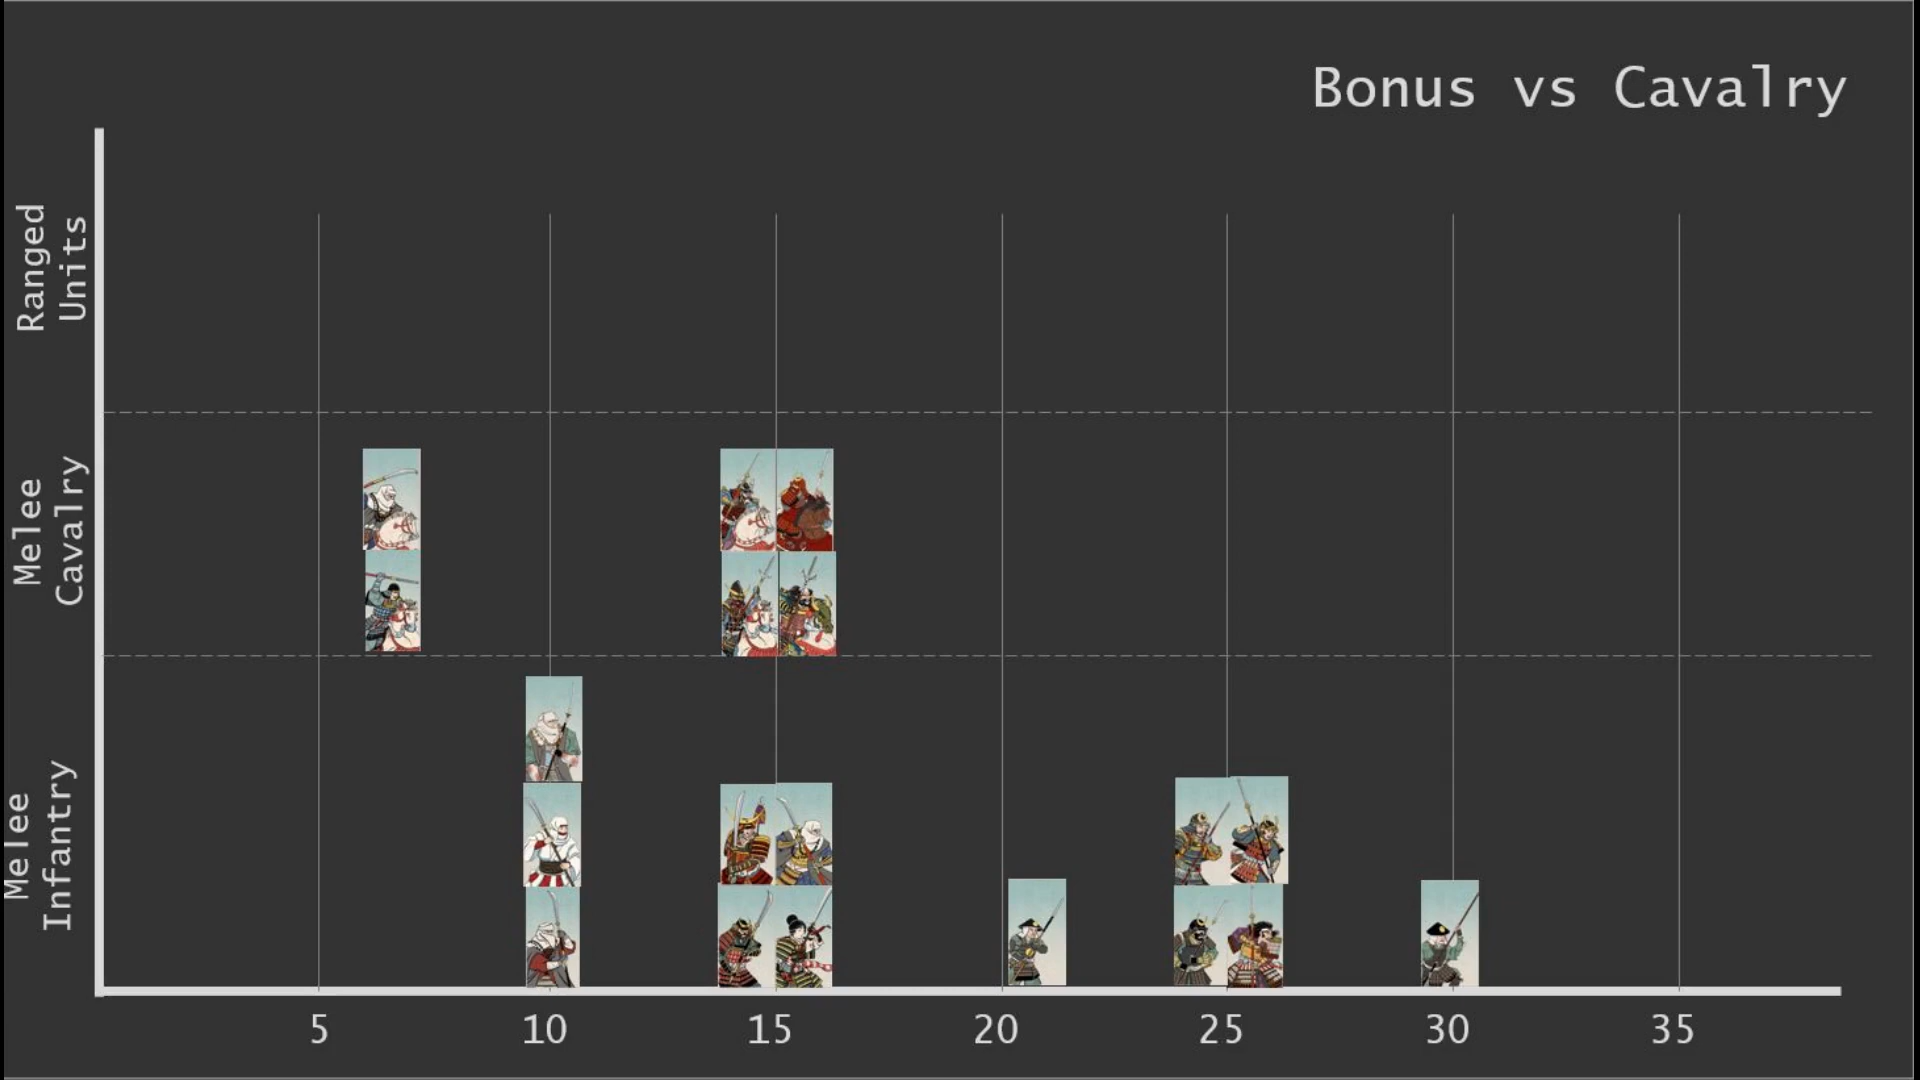 Bonus vs Cavalry
Ranged
Units
Melee
Cavalry
Melee
Infantry
5 10 15 20 25 30 35